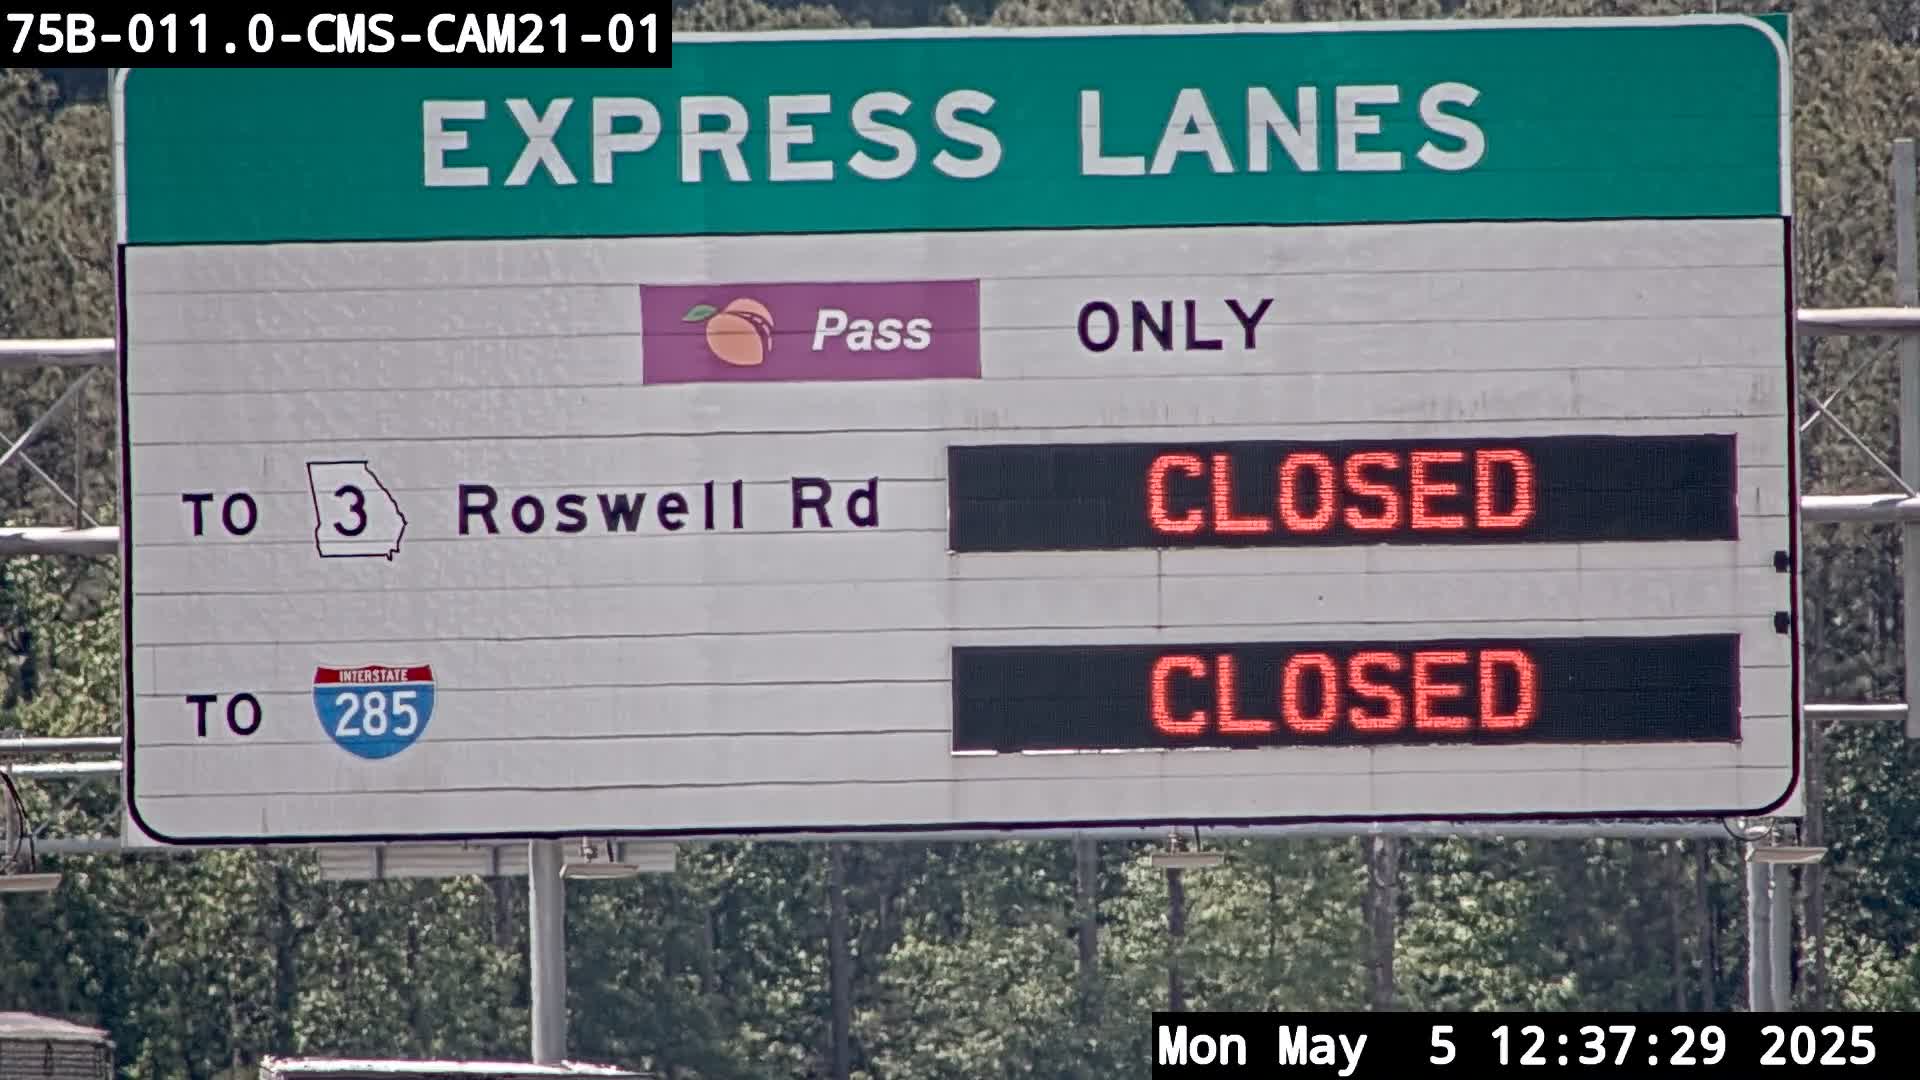 75B-011.0-CMS-CAM21-01
EXPRESS LANES
Pass ONLY
TO 3 Roswell Rd CLOSED
INTERSTATE
TO 285 CLOSED
Mon May 5 12:37:29 2025